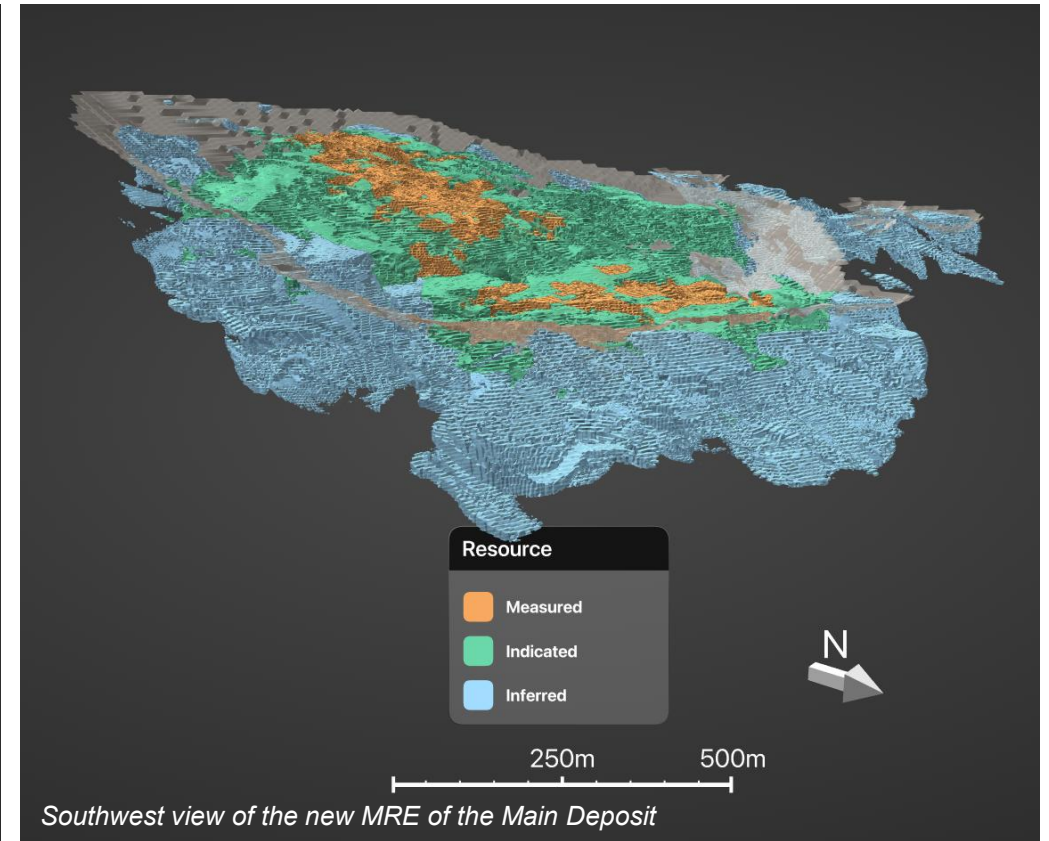 Resource
Measured
Indicated
Inferred
N
250m 500m
Southwest view of the new MRE of the Main Deposit